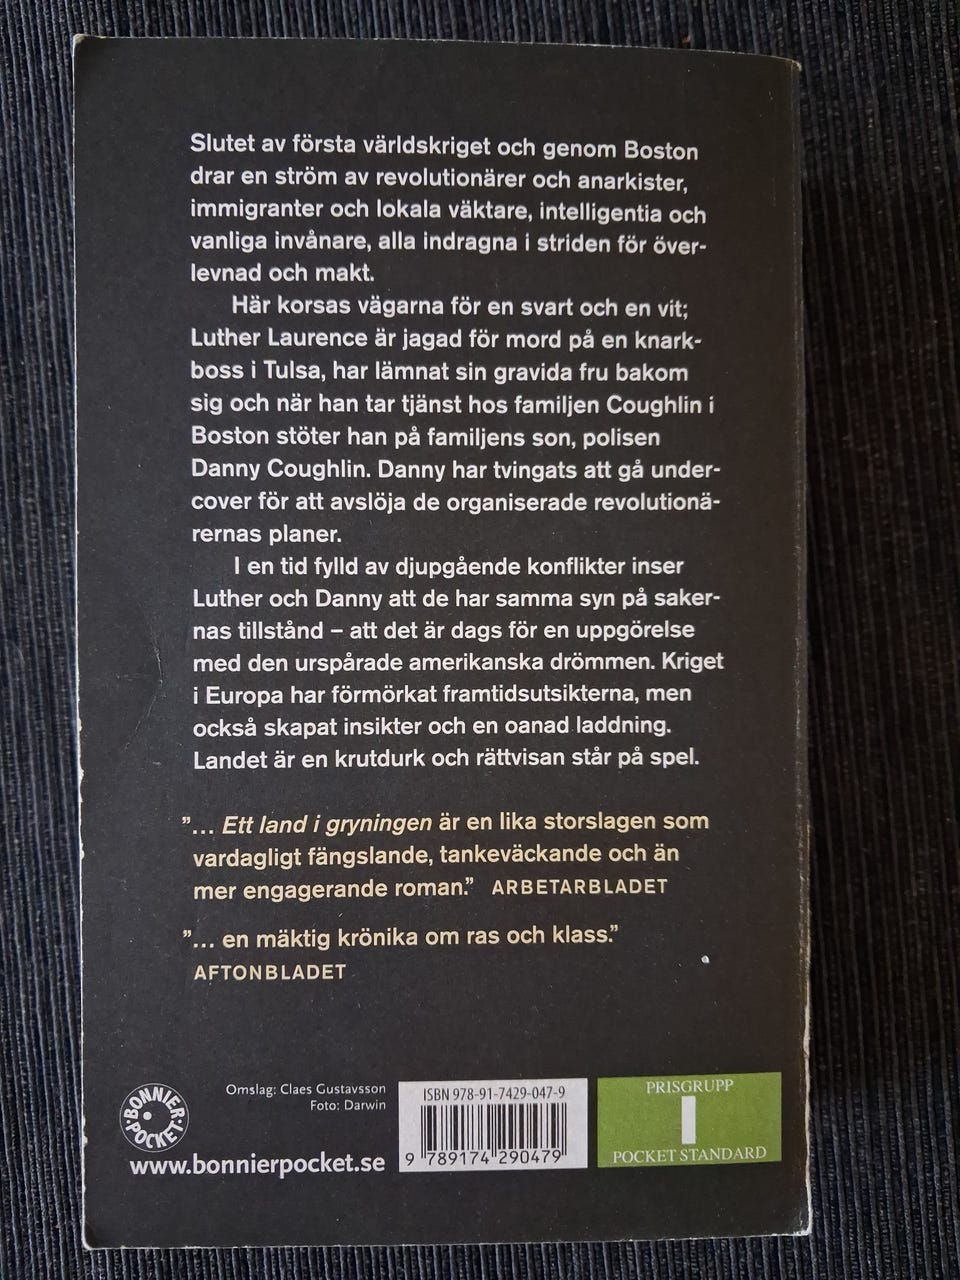 Slutet av första världskriget och genom Boston
drar en ström av revolutionärer och anarkister,
immigranter och lokala väktare, intelligentia och
vanliga invånare, alla indragna i striden för över-
levnad och makt.
Här korsas vägarna för en svart och en vit;
Luther Laurence är jagad för mord på en knark-
boss i Tulsa, har lämnat sin gravida fru bakom
sig och när han tar tjänst hos familjen Coughlin i
Boston stöter han på familjens son, polisen
Danny Coughlin. Danny har tvingats att gå under-
cover för att avslöja de organiserade revolutionä-
rernas planer.
I en tid fylld av djupgående konflikter inser
Luther och Danny att de har samma syn på saker-
nas tillstånd – att det är dags för en uppgörelse
med den urspårade amerikanska drömmen. Kriget
i Europa har förmörkat framtidsutsikterna, men
också skapat insikter och en oanad laddning.
Landet är en krutdurk och rättvisan står på spel.
”... Ett land i gryningen är en lika storslagen som
vardagligt fängslande, tankeväckande och än
mer engagerande roman.” ARBETARBLADET
”... en mäktig krönika om ras och klass.”
AFTONBLADET
BONNIER POCKET
www.bonnierpocket.se
Omslag: Claes Gustavsson
Foto: Darwin
ISBN 978-91-7429-047-9
9 789174 290479
PRISGRUPP
1
POCKET STANDARD